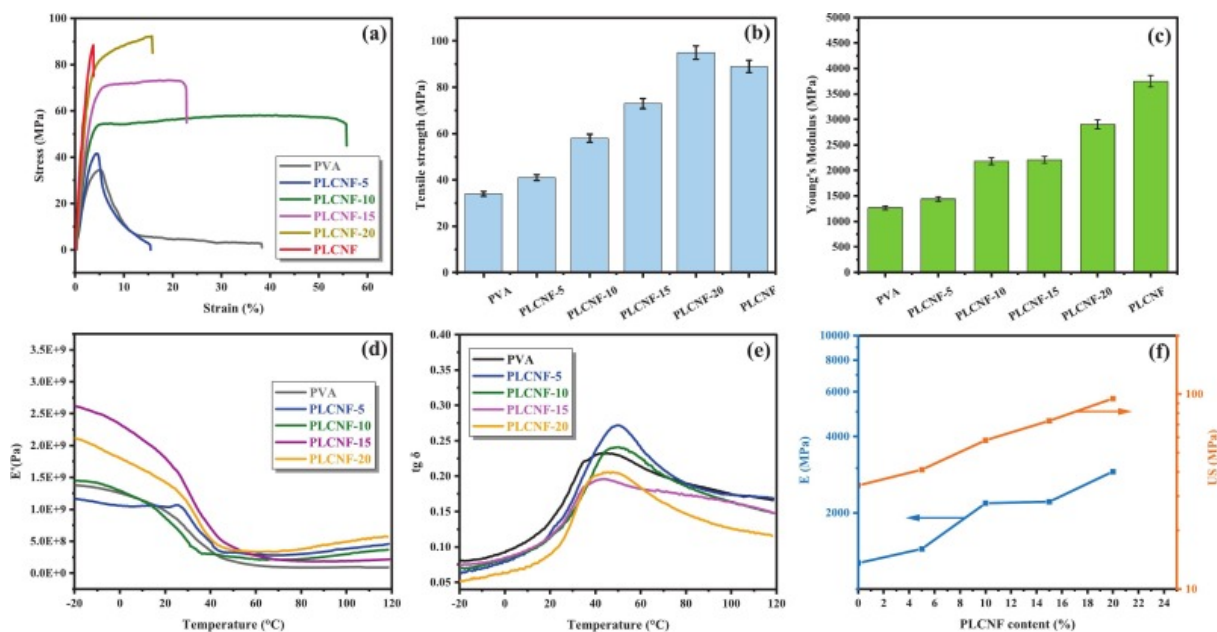 (a)
Stress (MPa)
100
80
60
40
20
0
PVA
PLCNF-5
PLCNF-10
PLCNF-15
PLCNF-20
PLCNF
0 10 20 30 40 50 60
Strain (%)
(b)
Tensile strength (MPa)
100
80
60
40
20
0
PVA PLCNF-5 PLCNF-10 PLCNF-15 PLCNF-20 PLCNF
(c)
Young's Modulus (MPa)
5000
4500
4000
3500
3000
2500
2000
1500
1000
500
0
PVA PLCNF-5 PLCNF-10 PLCNF-15 PLCNF-20 PLCNF
(d)
E'(Pa)
3.5E+9
3.0E+9
2.5E+9
2.0E+9
1.5E+9
1.0E+9
5.0E+8
0.0E+0
PVA
PLCNF-5
PLCNF-10
PLCNF-15
PLCNF-20
-20 0 20 40 60 80 100 120
Temperature (°C)
(e)
tg δ
0.40
0.35
0.30
0.25
0.20
0.15
0.10
0.05
PVA
PLCNF-5
PLCNF-10
PLCNF-15
PLCNF-20
-20 0 20 40 60 80 100 120
Temperature (°C)
(f)
E (MPa)
10000
8000
6000
4000
2000
US (MPa)
100
10
0 2 4 6 8 10 12 14 16 18 20 22 24
PLCNF content (%)